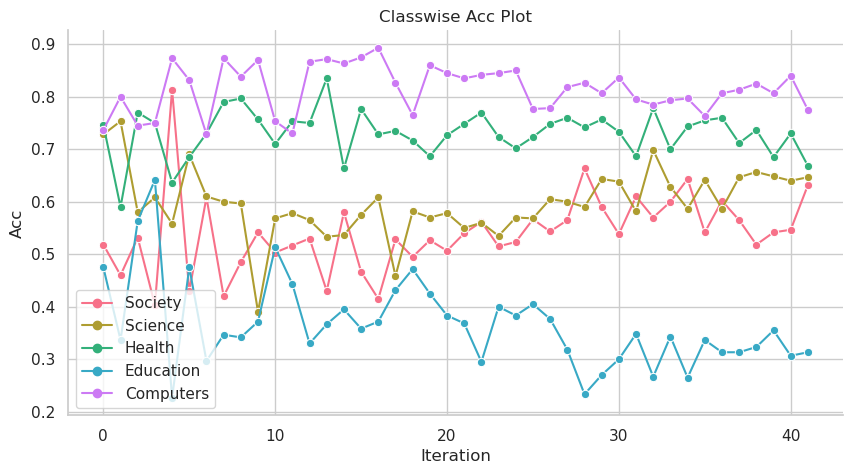 Classwise Acc Plot
Acc
0.9
0.8
0.7
0.6
0.5
0.4
0.3
0.2
Society
Science
Health
Education
Computers
0 10 20 30 40
Iteration